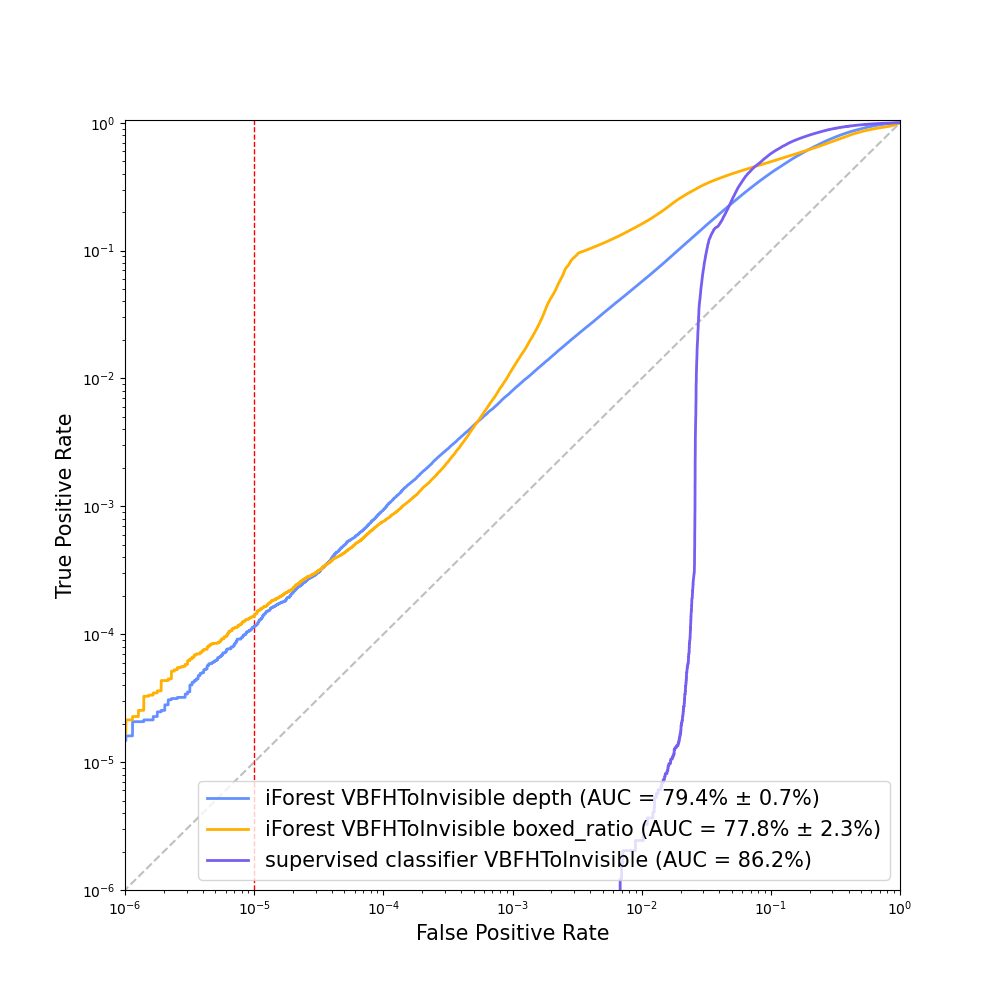 True Positive Rate
10⁰
10⁻¹
10⁻²
10⁻³
10⁻⁴
10⁻⁵
10⁻⁶
iForest VBFHToInvisible depth (AUC = 79.4% ± 0.7%)
iForest VBFHToInvisible boxed_ratio (AUC = 77.8% ± 2.3%)
supervised classifier VBFHToInvisible (AUC = 86.2%)
10⁻⁶ 10⁻⁵ 10⁻⁴ 10⁻³ 10⁻² 10⁻¹ 10⁰
False Positive Rate